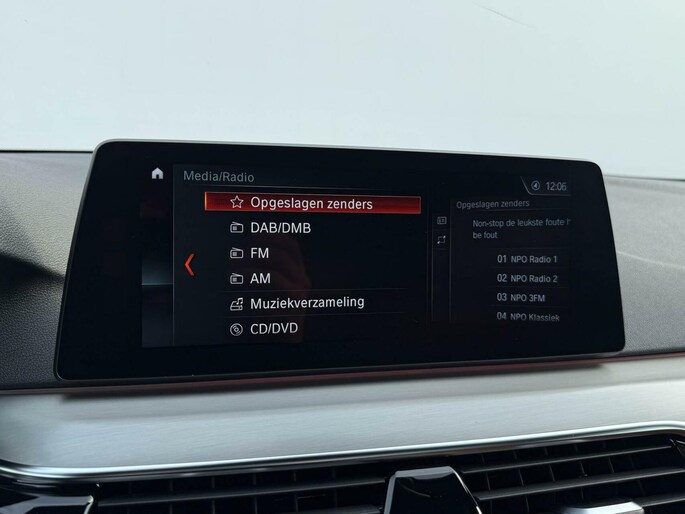 Media/Radio
12:06
Opgeslagen zenders
DAB/DMB
FM
AM
Muziekverzameling
CD/DVD
Opgeslagen zenders
Non-stop de leukste foute
be fout
01 NPO Radio 1
02 NPO Radio 2
03 NPO 3FM
04 NPO Klassiek